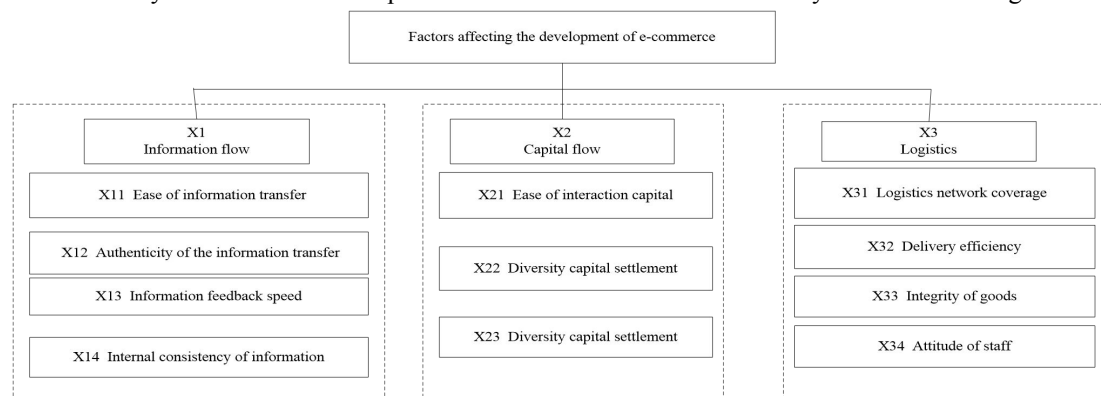 Factors affecting the development of e-commerce
X1
Information flow
X11 Ease of information transfer
X12 Authenticity of the information transfer
X13 Information feedback speed
X14 Internal consistency of information
X2
Capital flow
X21 Ease of interaction capital
X22 Diversity capital settlement
X23 Diversity capital settlement
X3
Logistics
X31 Logistics network coverage
X32 Delivery efficiency
X33 Integrity of goods
X34 Attitude of staff